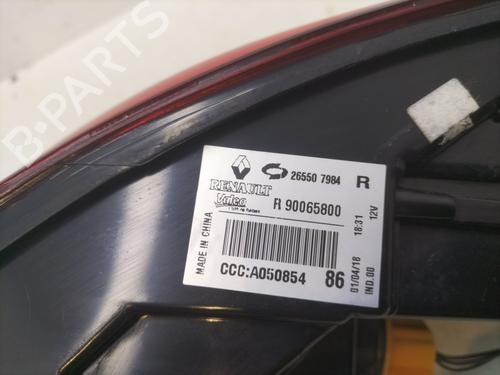 B-PARTS
26550 7984 R
RENAULT
Valeo
R 90065800
MADE IN CHINA
CCC:A050854 86
18:31 12V
01/04/18
IND.00